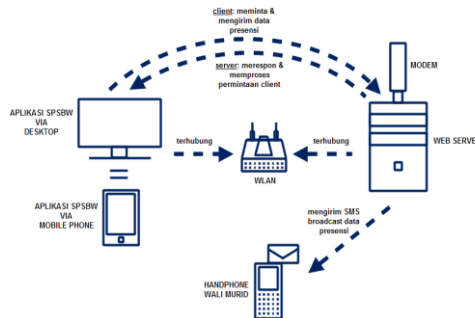 client: meminta &
mengirim data
presensi
server: merespon &
memproses
permintaan client
MODEM
APLIKASI SPSBW
VIA
DESKTOP
terhubung
terhubung
WEB SERVE
WLAN
APLIKASI SPSBW
VIA
MOBILE PHONE
mengirim SMS
broadcast data
presensi
HANDPHONE
WALI MURID